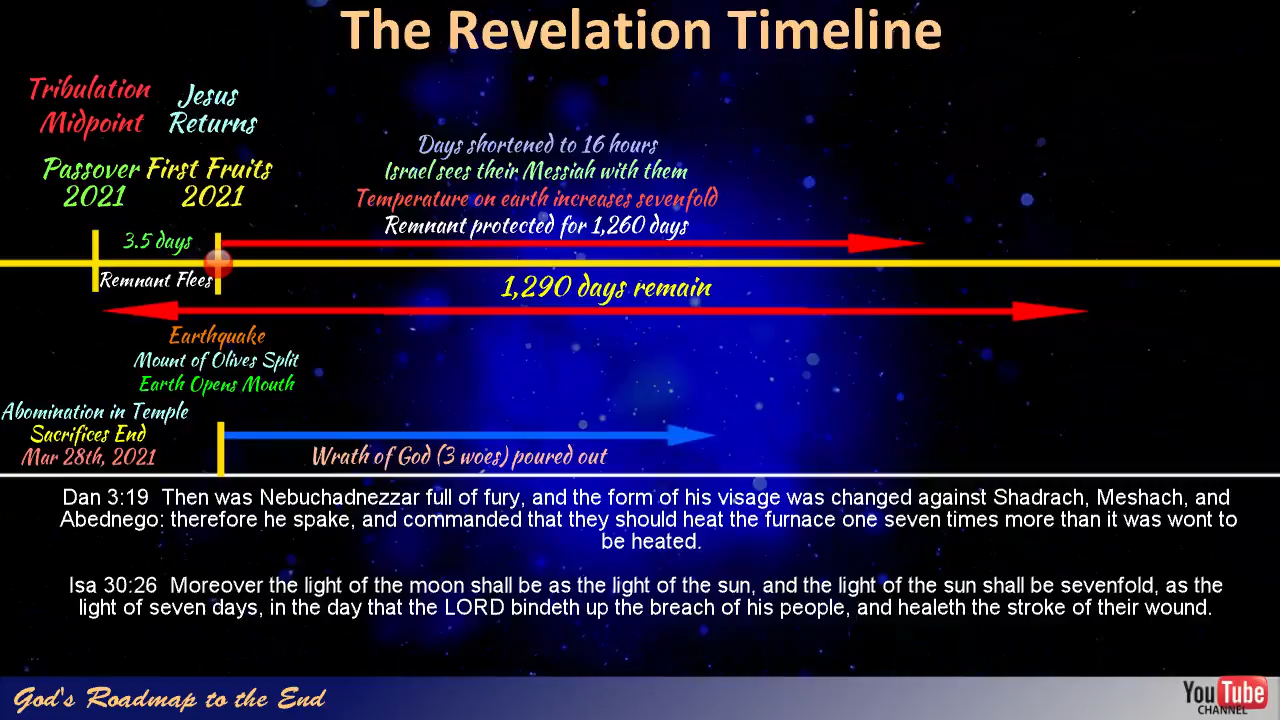 The Revelation Timeline
Tribulation
Midpoint
Jesus
Returns
Passover
2021
First Fruits
2021
Days shortened to 16 hours
Israel sees their Messiah with them
Temperature on earth increases sevenfold
Remnant protected for 1,260 days
3.5 days
Remnant Flees
1,290 days remain
Earthquake
Mount of Olives Split
Earth Opens Mouth
Abomination in Temple
Sacrifices End
Mar 28th, 2021
Wrath of God (3 woes) poured out
Dan 3:19  Then was Nebuchadnezzar full of fury, and the form of his visage was changed against Shadrach, Meshach, and
Abednego: therefore he spake, and commanded that they should heat the furnace one seven times more than it was wont to
be heated.
Isa 30:26  Moreover the light of the moon shall be as the light of the sun, and the light of the sun shall be sevenfold, as the
light of seven days, in the day that the LORD bindeth up the breach of his people, and healeth the stroke of their wound.
God's Roadmap to the End
YouTube
CHANNEL